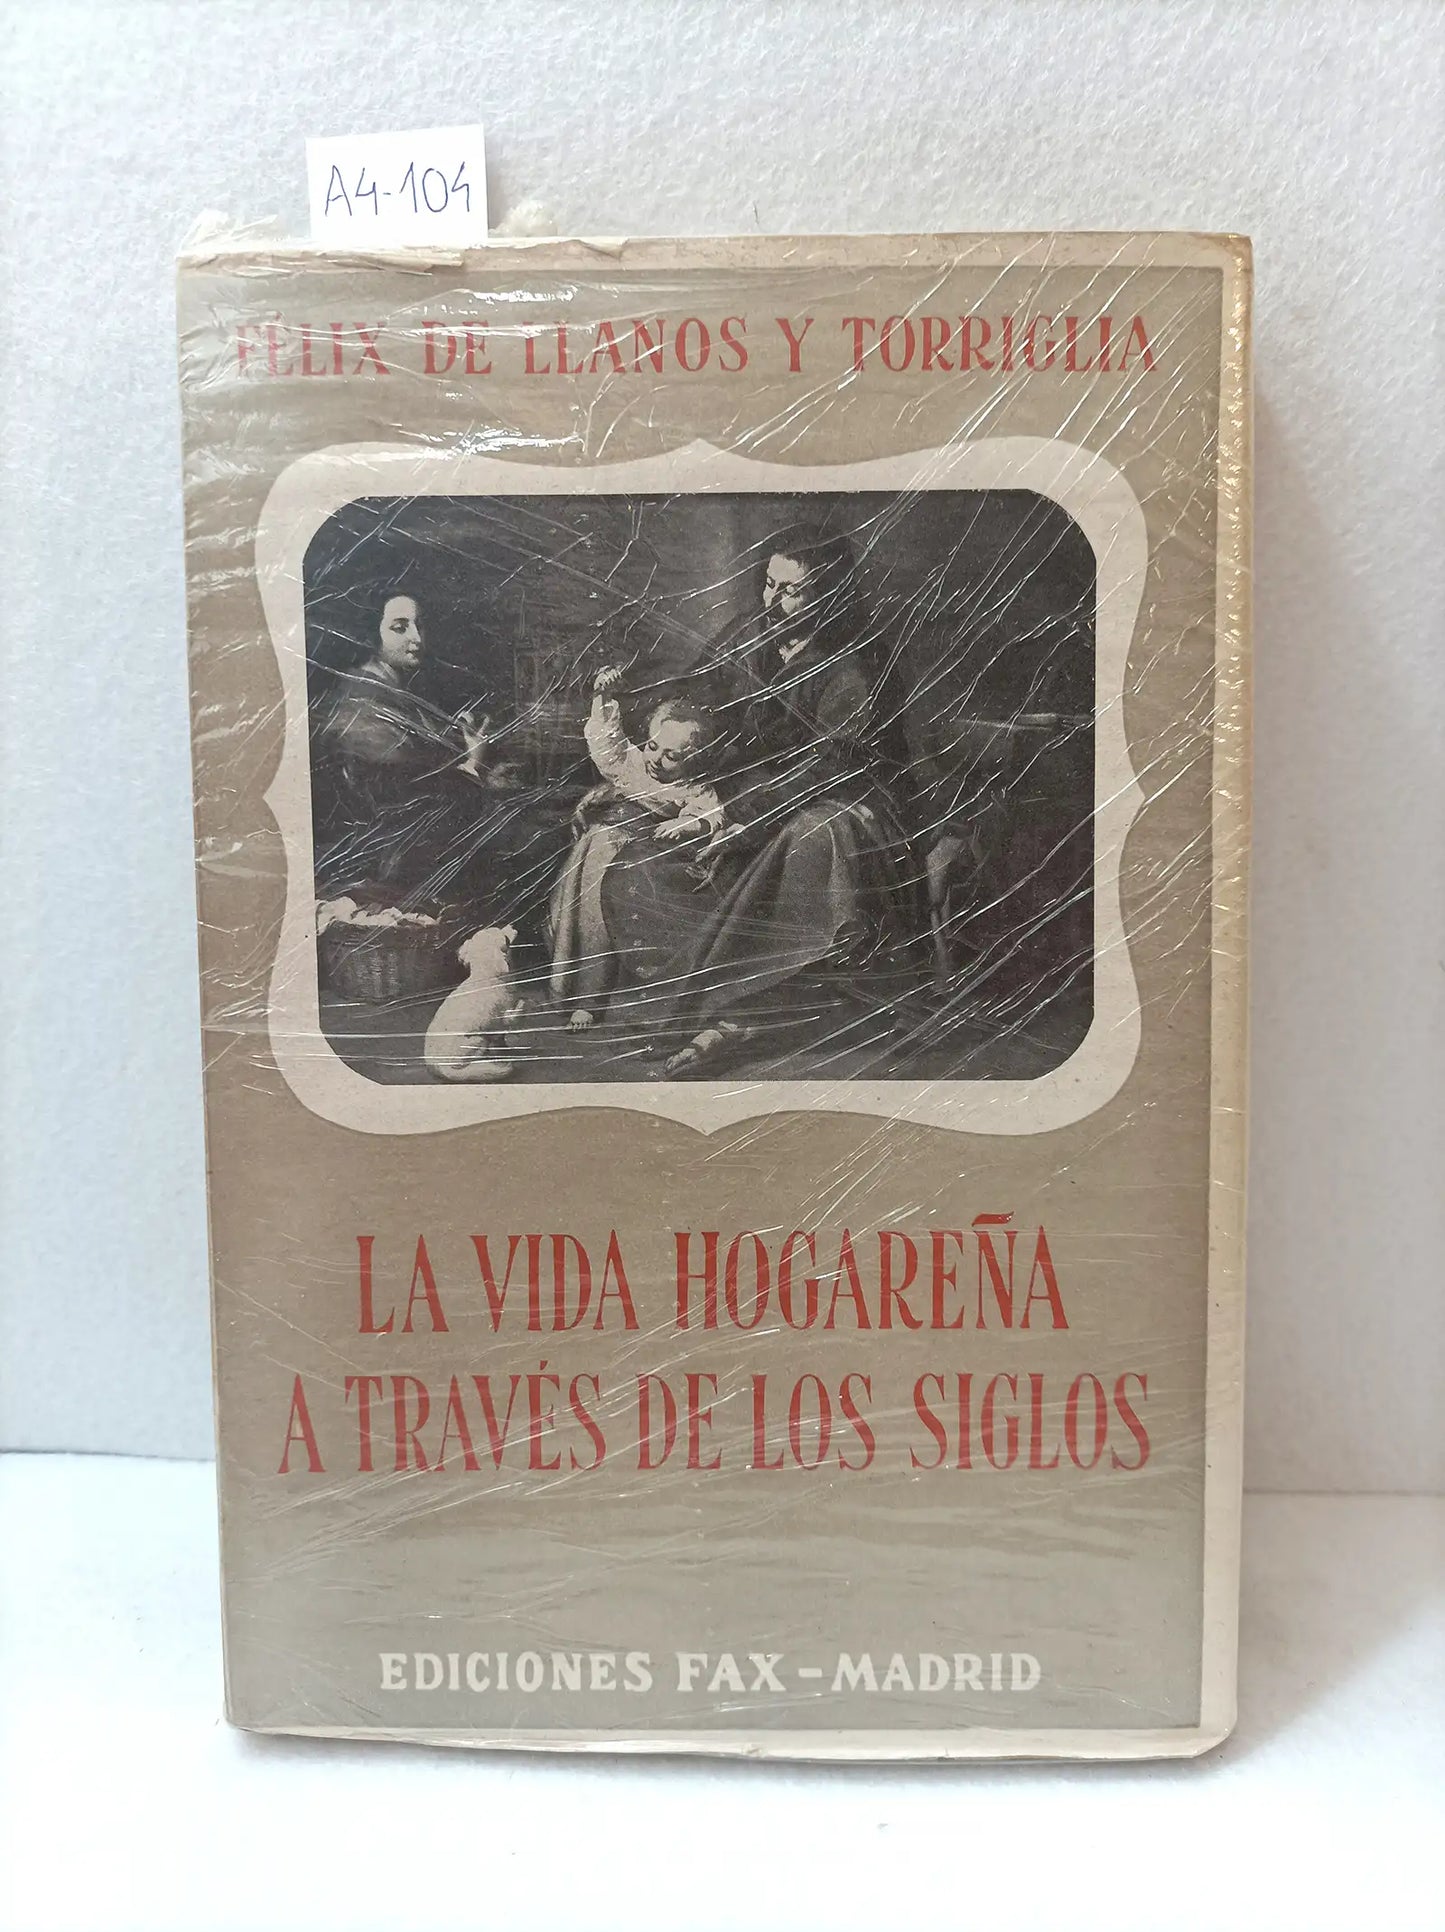 A4-104
FÉLIX DE LLANOS Y TORRIGLIA
LA VIDA HOGAREÑA
A TRAVÉS DE LOS SIGLOS
EDICIONES FAX - MADRID